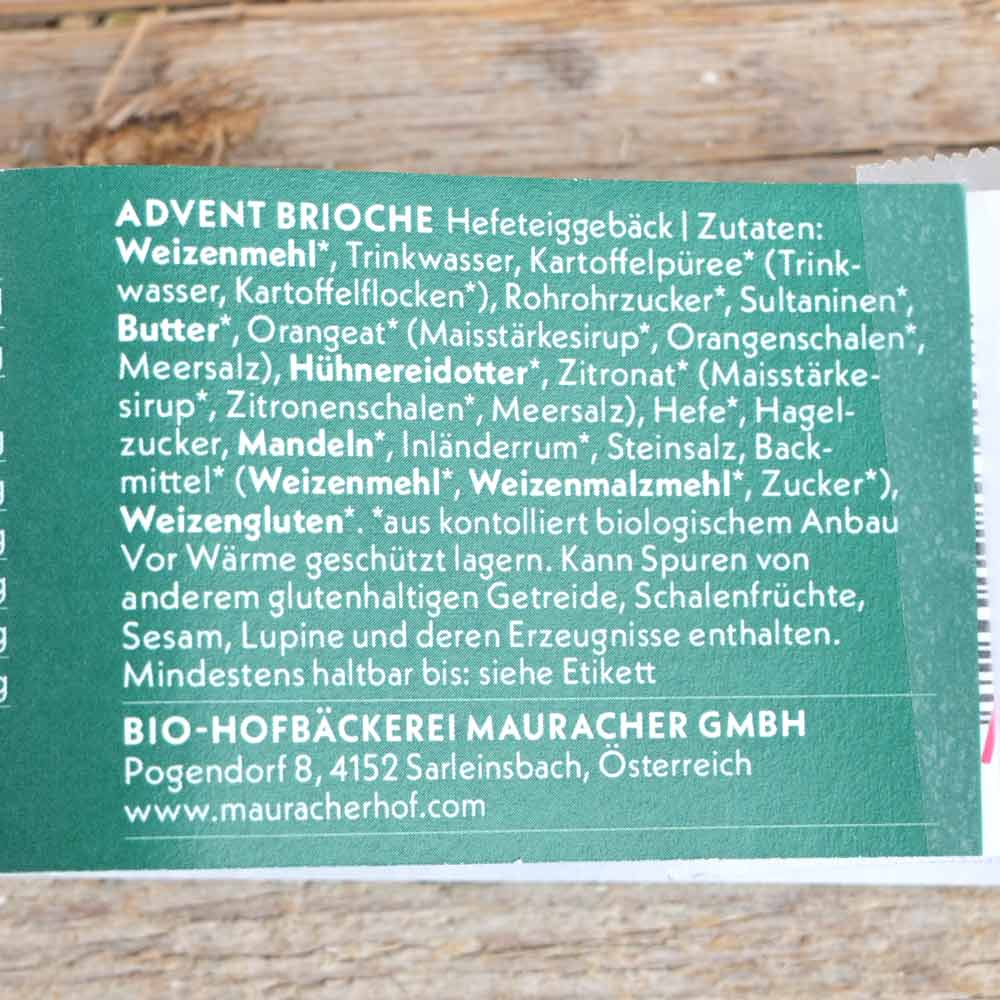 ADVENT BRIOCHE Hefeteiggebäck | Zutaten:
Weizenmehl*, Trinkwasser, Kartoffelpüree* (Trink-
wasser, Kartoffelflocken*), Rohrohrzucker*, Sultaninen*,
Butter*, Orangeat* (Maisstärkesirup*, Orangenschalen*,
Meersalz), Hühnereidotter*, Zitronat* (Maisstärke-
sirup*, Zitronenschalen*, Meersalz), Hefe*, Hagel-
zucker, Mandeln*, Inländerrum*, Steinsalz, Back-
mittel* (Weizenmehl*, Weizenmalzmehl*, Zucker*),
Weizengluten*. *aus kontolliert biologischem Anbau
Vor Wärme geschützt lagern. Kann Spuren von
anderem glutenhaltigen Getreide, Schalenfrüchte,
Sesam, Lupine und deren Erzeugnisse enthalten.
Mindestens haltbar bis: siehe Etikett
BIO-HOFBÄCKEREI MAURACHER GMBH
Pogendorf 8, 4152 Sarleinsbach, Österreich
www.mauracherhof.com